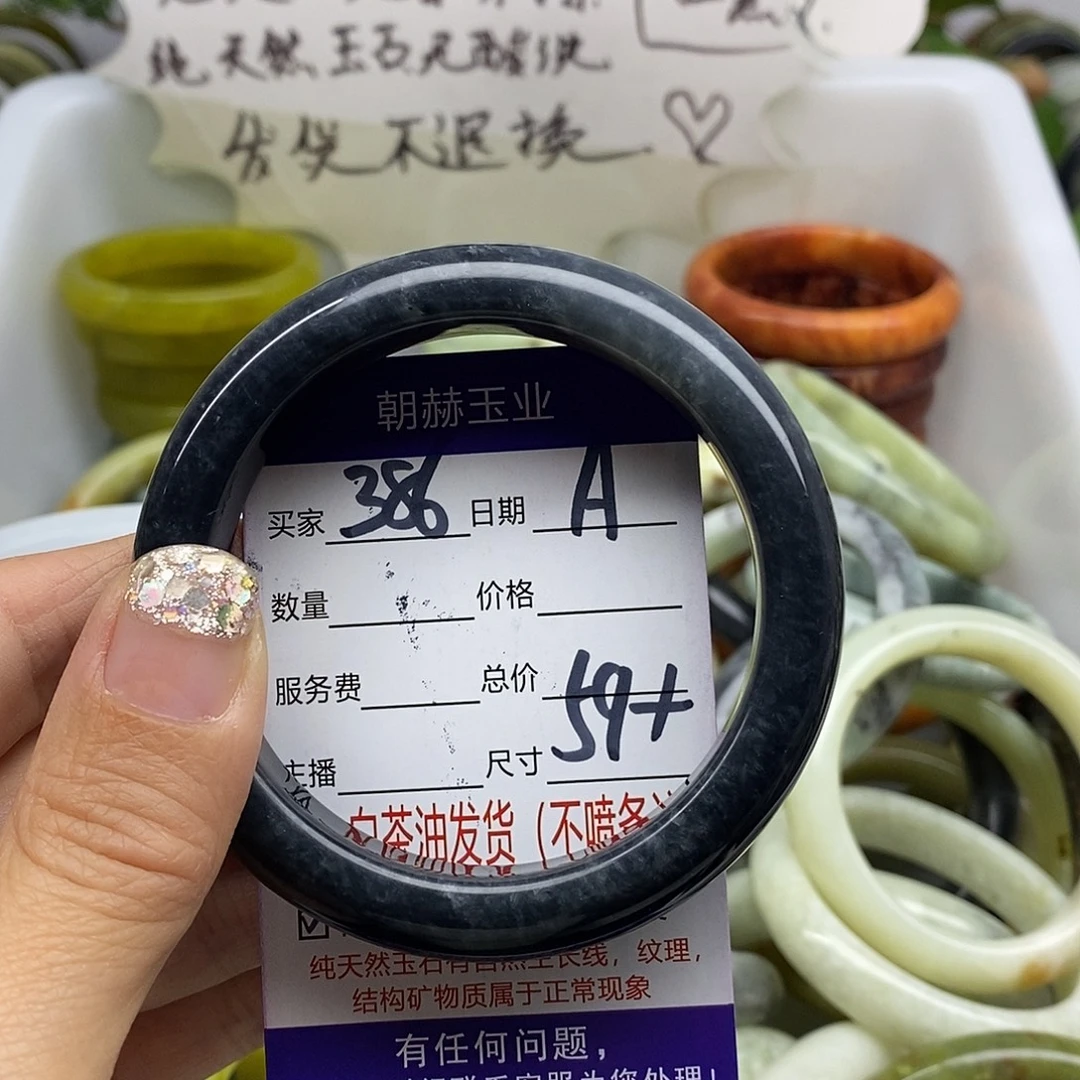 纯天然玉石无酸洗
售出不退换
朝赫玉业
买家 386 日期 A
数量 价格
服务费 总价
主播 尺寸 59+
白茶油发货（不喷
纯天然玉石有自然生长线，纹理，
结构矿物质属于正常现象
有任何问题，